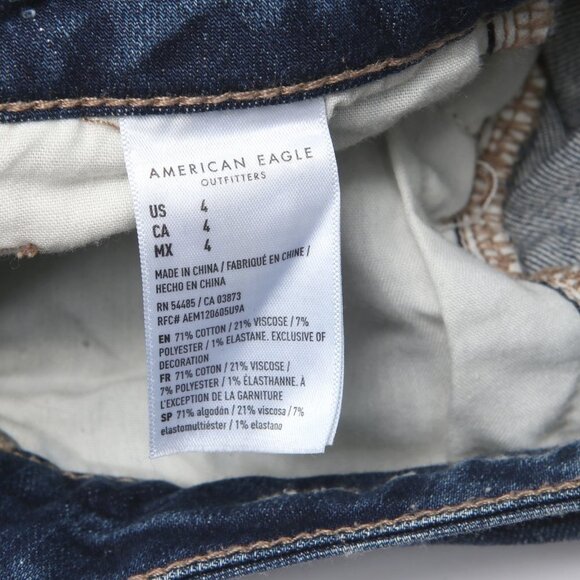 AMERICAN EAGLE
OUTFITTERS
US 4
CA 4
MX 4
MADE IN CHINA / FABRIQUÉ EN CHINE /
HECHO EN CHINA
RN 54485 / CA 03873
RFC# AEM120605U9A
EN 71% COTTON / 21% VISCOSE / 7%
POLYESTER / 1% ELASTANE. EXCLUSIVE OF
DECORATION
FR 71% COTON / 21% VISCOSE /
7% POLYESTER / 1% ÉLASTHANNE. À
L'EXCEPTION DE LA GARNITURE
SP 71% algodón / 21% viscosa / 7%
elastomultiéster / 1% elastane